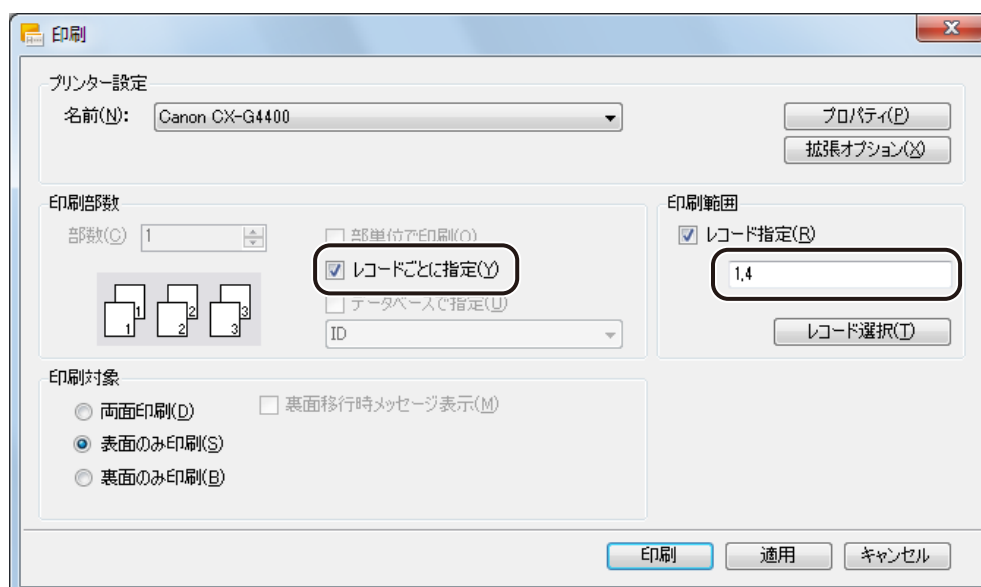 印刷
プリンター設定
名前(N): Canon CX-G4400
プロパティ(P)
拡張オプション(X)
印刷部数
部数(C) 1
部単位で印刷(O)
レコードごとに指定(Y)
データベースで指定(U)
ID
1 1 2 2 3 3
印刷範囲
レコード指定(R)
1,4
レコード選択(T)
印刷対象
両面印刷(D)
裏面移行時メッセージ表示(M)
表面のみ印刷(S)
裏面のみ印刷(B)
印刷 適用 キャンセル